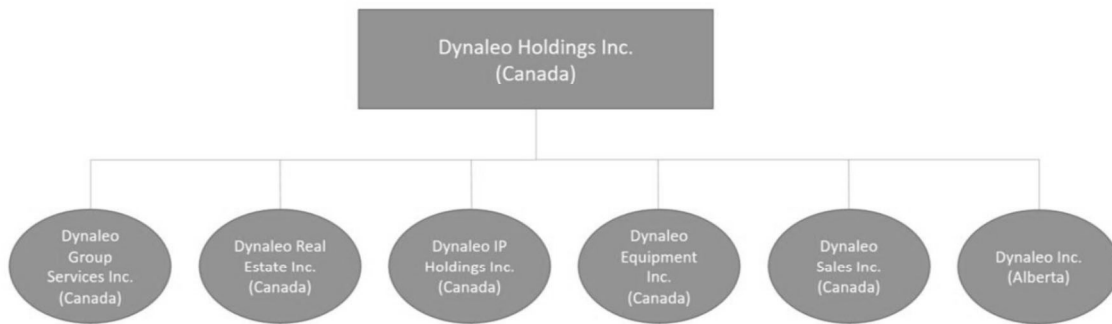 Dynaleo Holdings Inc.
(Canada)
Dynaleo
Group
Services Inc.
(Canada)
Dynaleo Real
Estate Inc.
(Canada)
Dynaleo IP
Holdings Inc.
(Canada)
Dynaleo
Equipment
Inc.
(Canada)
Dynaleo
Sales Inc.
(Canada)
Dynaleo Inc.
(Alberta)